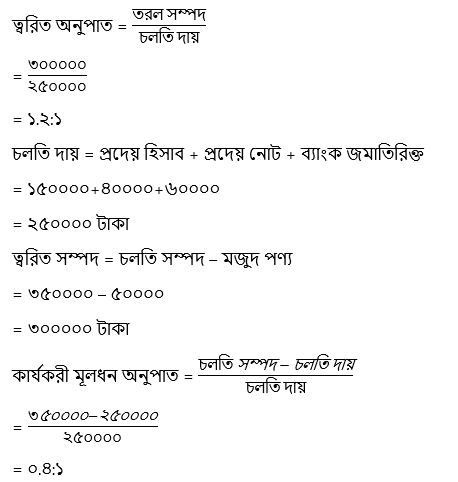 ত্বরিত অনুপাত = তরল সম্পদ / চলতি দায়
= ৩০০০০০ / ২৫০০০০
= ১.২:১
চলতি দায় = প্রদেয় হিসাব + প্রদেয় নোট + ব্যাংক জমাতিরিক্ত
= ১৫০০০০+৪০০০০+৬০০০০
= ২৫০০০০ টাকা
ত্বরিত সম্পদ = চলতি সম্পদ – মজুদ পণ্য
= ৩৫০০০০ – ৫০০০০
= ৩০০০০০ টাকা
কার্যকরী মূলধন অনুপাত = চলতি সম্পদ – চলতি দায় / চলতি দায়
= ৩৫০০০০– ২৫০০০০ / ২৫০০০০
= ০.৪:১